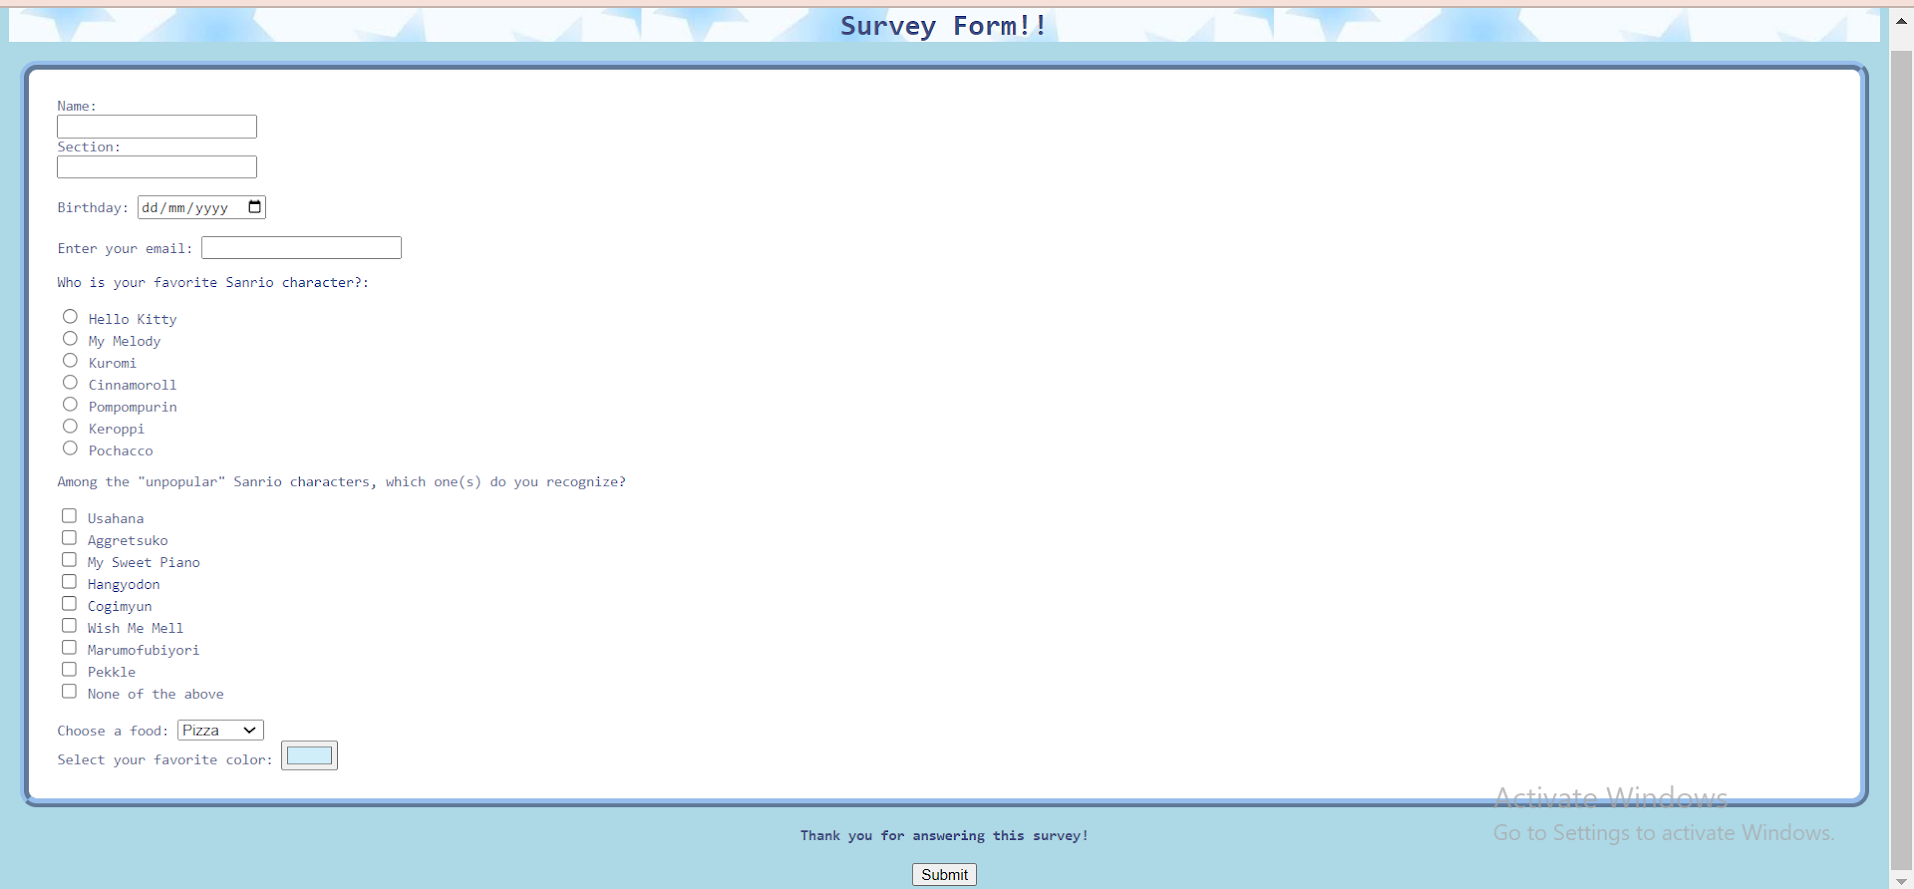 Survey Form!!
Name:
Section:
Birthday: dd/mm/yyyy
Enter your email:
Who is your favorite Sanrio character?:
Hello Kitty
My Melody
Kuromi
Cinnamoroll
Pompompurin
Keroppi
Pochacco
Among the "unpopular" Sanrio characters, which one(s) do you recognize?
Usahana
Aggretsuko
My Sweet Piano
Hangyodon
Cogimyun
Wish Me Mell
Marumofubiyori
Pekkle
None of the above
Choose a food: Pizza
Select your favorite color:
Activate Windows
Go to Settings to activate Windows.
Thank you for answering this survey!
Submit